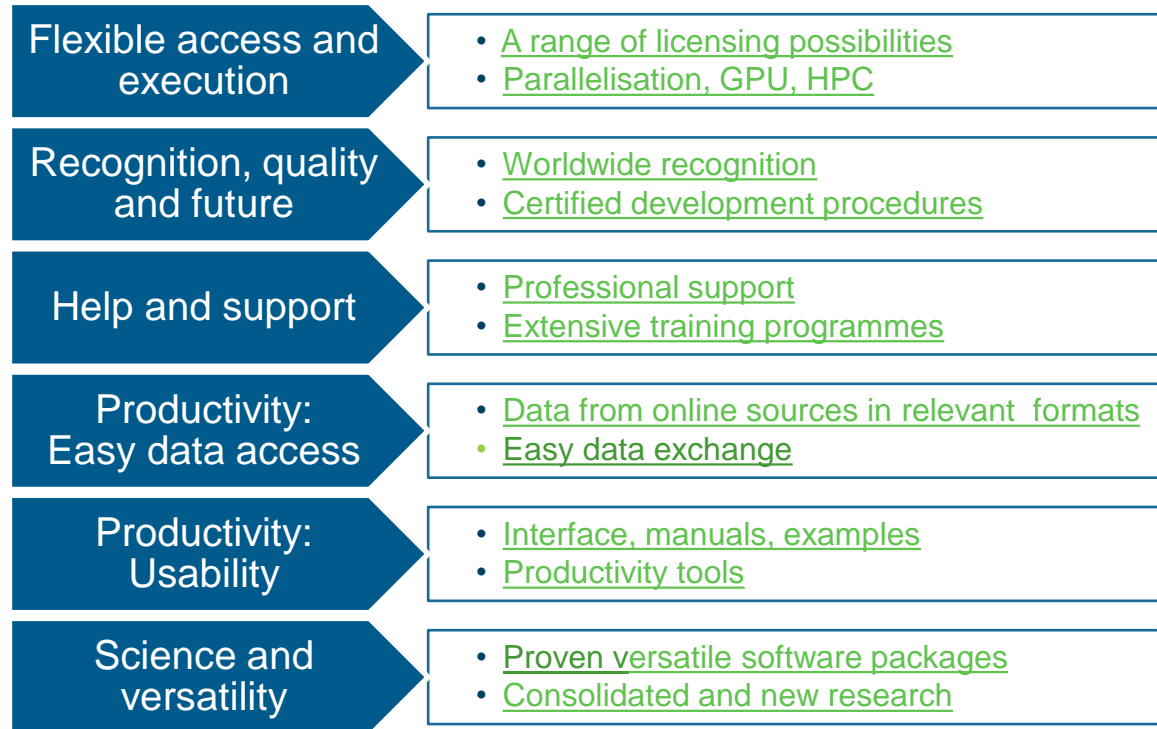 Flexible access and
execution
• A range of licensing possibilities
• Parallelisation, GPU, HPC
Recognition, quality
and future
• Worldwide recognition
• Certified development procedures
Help and support
• Professional support
• Extensive training programmes
Productivity:
Easy data access
• Data from online sources in relevant  formats
• Easy data exchange
Productivity:
Usability
• Interface, manuals, examples
• Productivity tools
Science and
versatility
• Proven versatile software packages
• Consolidated and new research